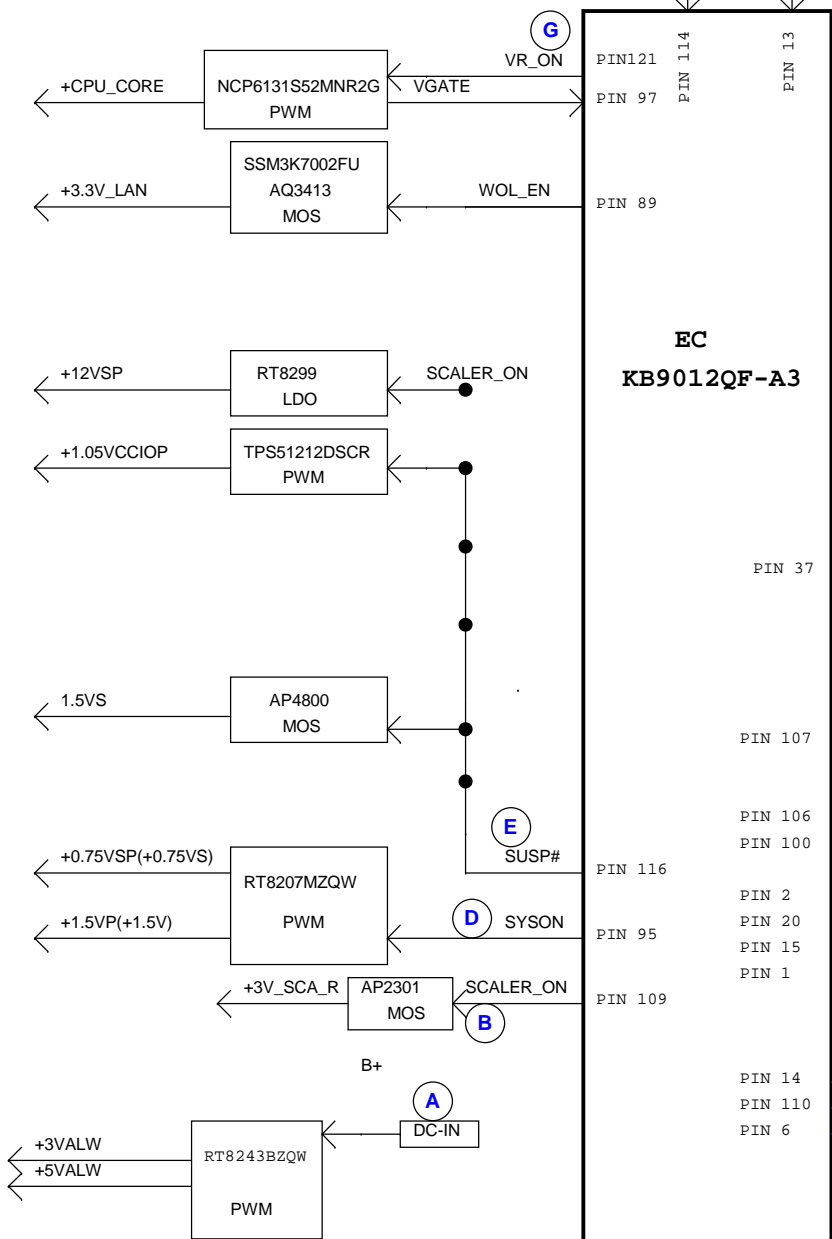 G
VR_ON
PIN121
PIN 114
PIN 13
+CPU_CORE
NCP6131S52MNR2G
PWM
VGATE
PIN 97
SSM3K7002FU
AQ3413
MOS
+3.3V_LAN
WOL_EN
PIN 89
EC
KB9012QF-A3
+12VSP
RT8299
LDO
SCALER_ON
+1.05VCCIOP
TPS51212DSCR
PWM
PIN 37
1.5VS
AP4800
MOS
PIN 107
PIN 106
PIN 100
E
SUSP#
PIN 116
+0.75VSP(+0.75VS)
RT8207MZQW
PWM
+1.5VP(+1.5V)
D
SYSON
PIN 95
PIN 2
PIN 20
PIN 15
PIN 1
+3V_SCA_R
AP2301
MOS
SCALER_ON
B
PIN 109
B+
A
DC-IN
PIN 14
PIN 110
PIN 6
+3VALW
+5VALW
RT8243BZQW
PWM